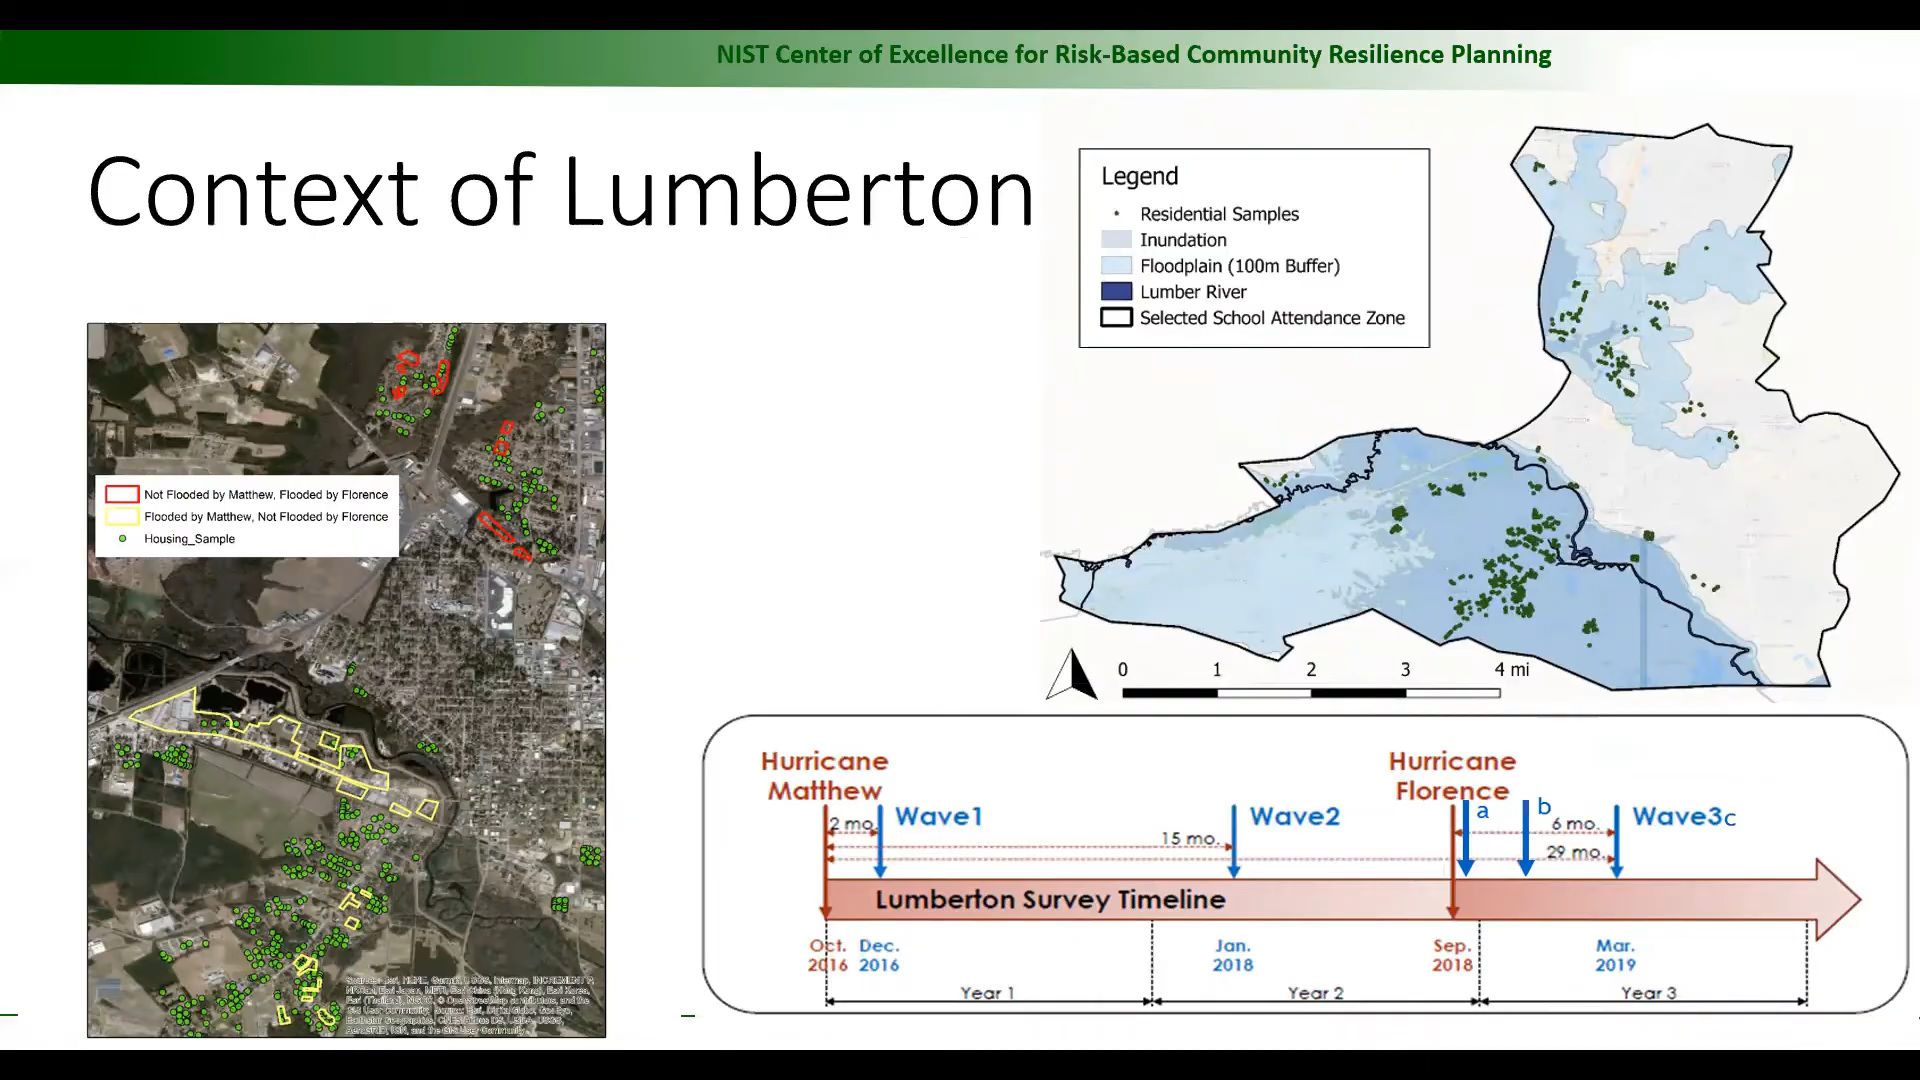 NIST Center of Excellence for Risk-Based Community Resilience Planning
Context of Lumberton
Legend
Residential Samples
Inundation
Floodplain (100m Buffer)
Lumber River
Selected School Attendance Zone
0 1 2 3 4 mi
Not Flooded by Matthew, Flooded by Florence
Flooded by Matthew, Not Flooded by Florence
Housing_Sample
Hurricane
Matthew
Hurricane
Florence
Wave1
Wave2
a
b
Wave3c
2 mo.
15 mo.
6 mo.
29 mo.
Lumberton Survey Timeline
Oct.
2016
Dec.
2016
Jan.
2018
Sep.
2018
Mar.
2019
Year 1
Year 2
Year 3